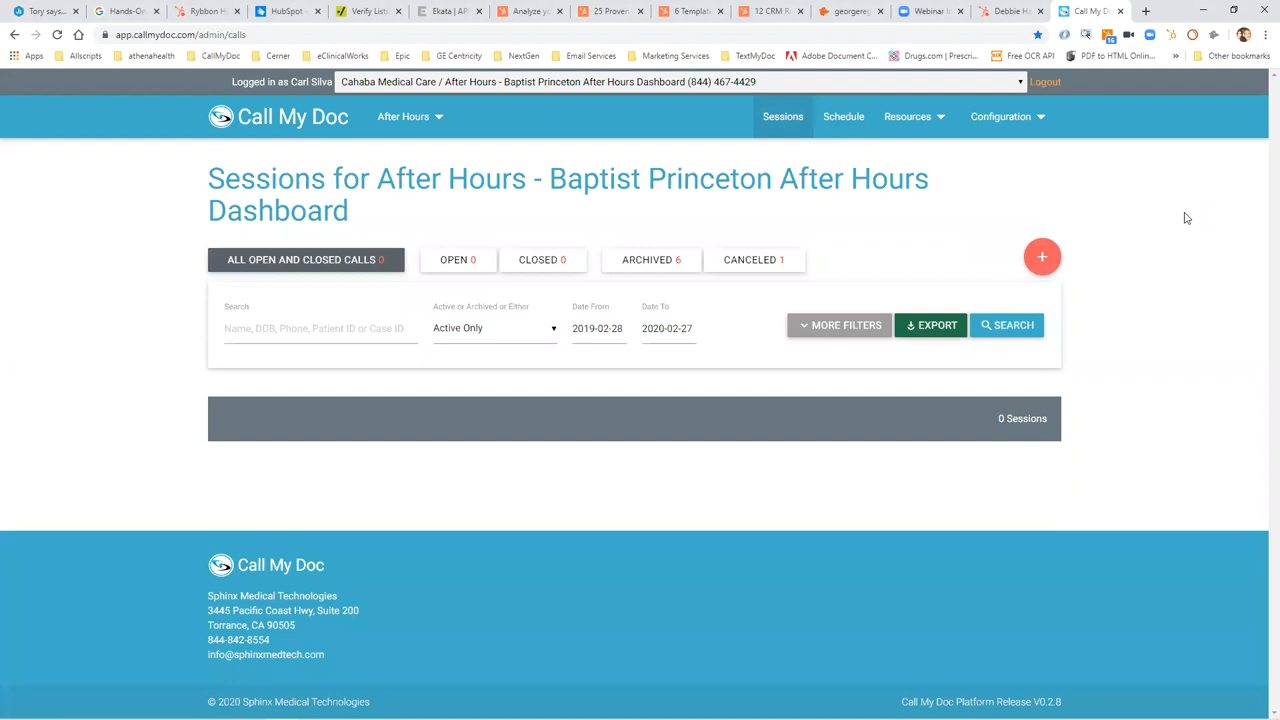 Tory says...
Hands-On
Rybbon H
HubSpot
Verify Lists
Ekata | AP
Analyze yo
25 Proven
6 Templat
12 CRM R
georgereg
Webinar I
Debbie Ha
Call My D
app.callmydoc.com/admin/calls
Apps
Allscripts
athenahealth
CallMyDoc
Cerner
eClinicalWorks
Epic
GE Centricity
NextGen
Email Services
Marketing Services
TextMyDoc
Adobe Document C...
Drugs.com | Prescri...
Free OCR API
PDF to HTML Onlin...
Other bookmarks
Logged in as Carl Silva
Cahaba Medical Care / After Hours - Baptist Princeton After Hours Dashboard (844) 467-4429
Logout
Call My Doc
After Hours
Sessions
Schedule
Resources
Configuration
Sessions for After Hours - Baptist Princeton After Hours
Dashboard
ALL OPEN AND CLOSED CALLS 0
OPEN 0
CLOSED 0
ARCHIVED 6
CANCELED 1
+
Search
Active or Archived or Either
Date From
Date To
Name, DOB, Phone, Patient ID or Case ID
Active Only
2019-02-28
2020-02-27
MORE FILTERS
EXPORT
SEARCH
0 Sessions
Call My Doc
Sphinx Medical Technologies
3445 Pacific Coast Hwy, Suite 200
Torrance, CA 90505
844-842-8554
info@sphinxmedtech.com
© 2020 Sphinx Medical Technologies
Call My Doc Platform Release V0.2.8